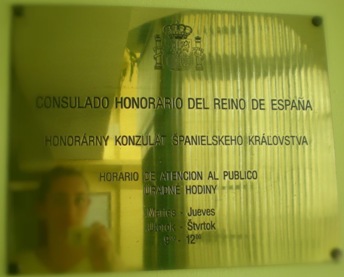 CONSULADO HONORARIO DEL REINO DE ESPAÑA
HONORÁRNY KONZULÁT ŠPANIELSKEHO KRÁĽOVSTVA
HORARIO DE ATENCION AL PUBLICO
ÚRADNÉ HODINY
Martes - Jueves
Utorok - Štvrtok
- 12⁰⁰